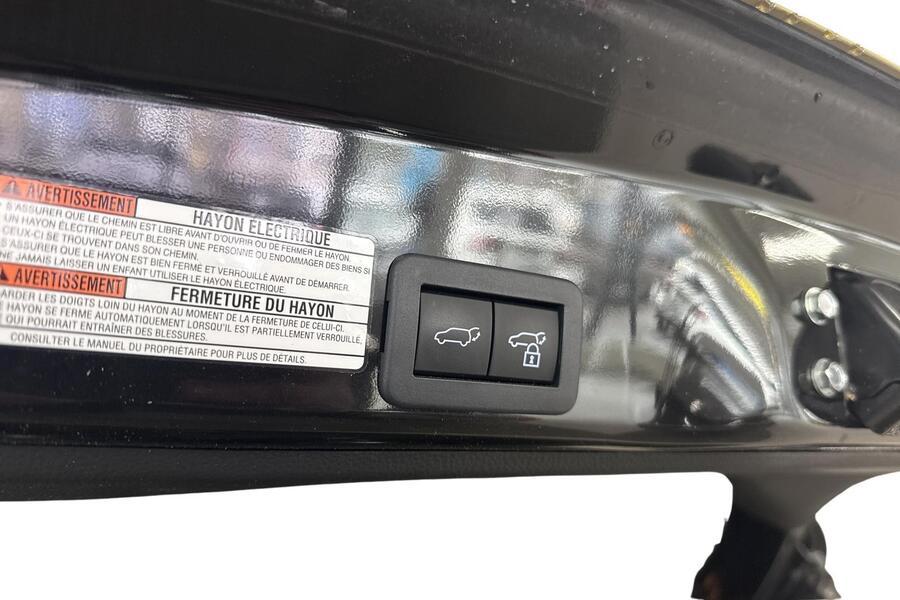 AVERTISSEMENT
HAYON ÉLECTRIQUE
S'ASSURER QUE LE CHEMIN EST LIBRE AVANT D'OUVRIR OU DE FERMER LE HAYON.
UN HAYON ÉLECTRIQUE PEUT BLESSER UNE PERSONNE OU ENDOMMAGER DES BIENS SI
CEUX-CI SE TROUVENT DANS SON CHEMIN.
S'ASSURER QUE LE HAYON EST BIEN FERMÉ ET VERROUILLÉ AVANT DE DÉMARRER.
JAMAIS LAISSER UN ENFANT UTILISER LE HAYON ÉLECTRIQUE.
AVERTISSEMENT
FERMETURE DU HAYON
ARDER LES DOIGTS LOIN DU HAYON AU MOMENT DE LA FERMETURE DE CELUI-CI.
HAYON SE FERME AUTOMATIQUEMENT LORSQU'IL EST PARTIELLEMENT VERROUILLÉ,
QUI POURRAIT ENTRAÎNER DES BLESSURES.
CONSULTER LE MANUEL DU PROPRIÉTAIRE POUR PLUS DE DÉTAILS.